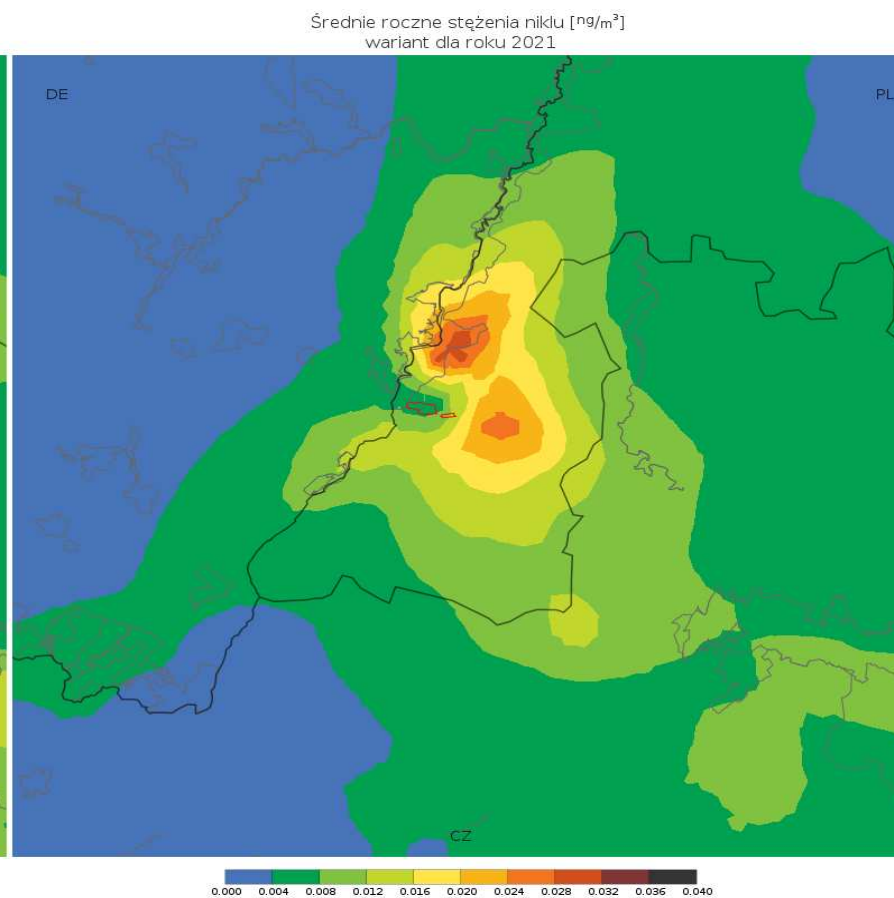 Średnie roczne stężenia niklu [ng/m³]
wariant dla roku 2021
DE
PL
CZ
0.000 0.004 0.008 0.012 0.016 0.020 0.024 0.028 0.032 0.036 0.040